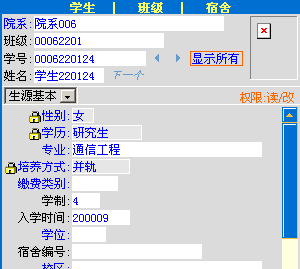 学生 | 班级 | 宿舍
院系: 院系006
班级: 00062201
学号: 0006220124 显示所有
姓名: 学生220124 下一个
生源基本 权限:读/改
性别: 女
学历: 研究生
专业: 通信工程
培养方式: 并轨
缴费类别:
学制: 4
入学时间: 200009
学位:
宿舍编号:
校区: